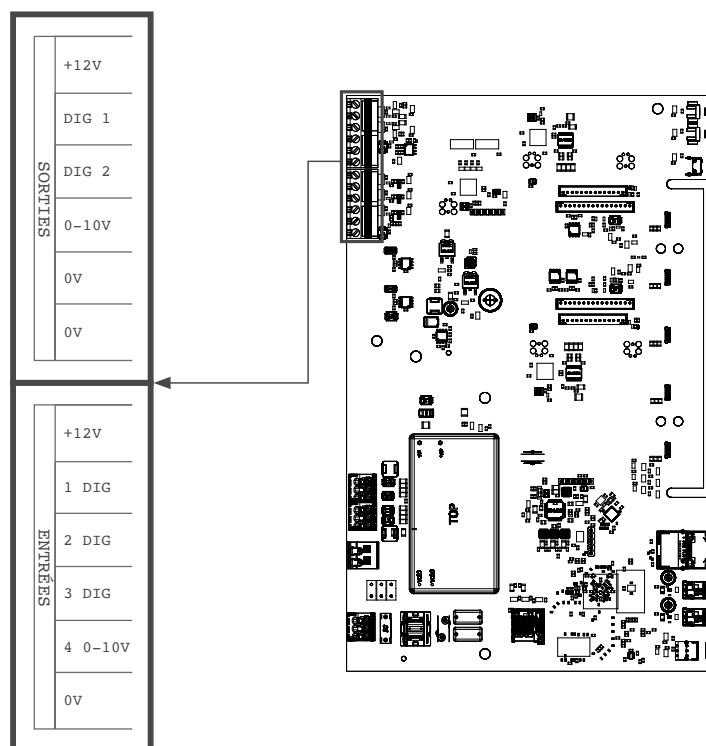 SORTIES
+12V
DIG 1
DIG 2
0-10V
0V
0V
ENTRÉES
+12V
1 DIG
2 DIG
3 DIG
4 0-10V
0V
TOP